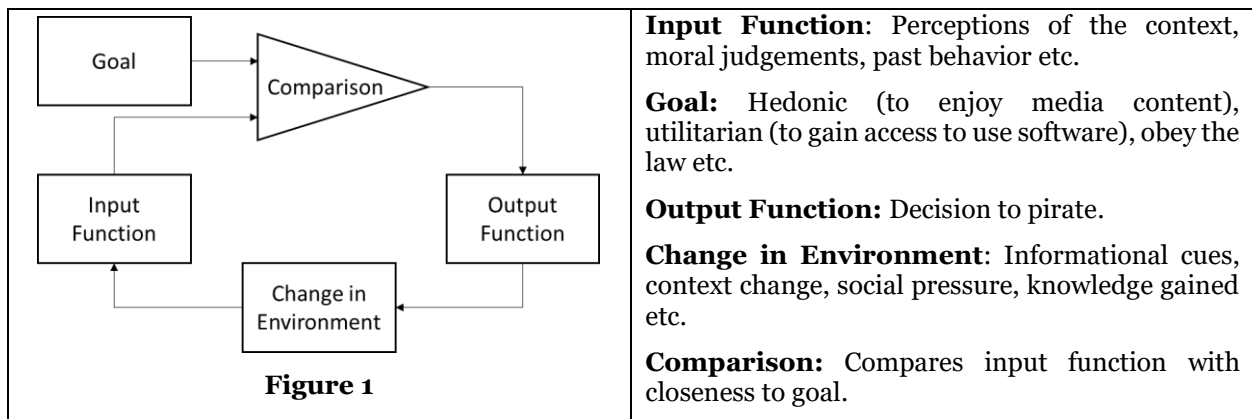 Goal
Comparison
Input
Function
Output
Function
Change in
Environment
Figure 1
Input Function: Perceptions of the context,
moral judgements, past behavior etc.
Goal: Hedonic (to enjoy media content),
utilitarian (to gain access to use software), obey the
law etc.
Output Function: Decision to pirate.
Change in Environment: Informational cues,
context change, social pressure, knowledge gained
etc.
Comparison: Compares input function with
closeness to goal.